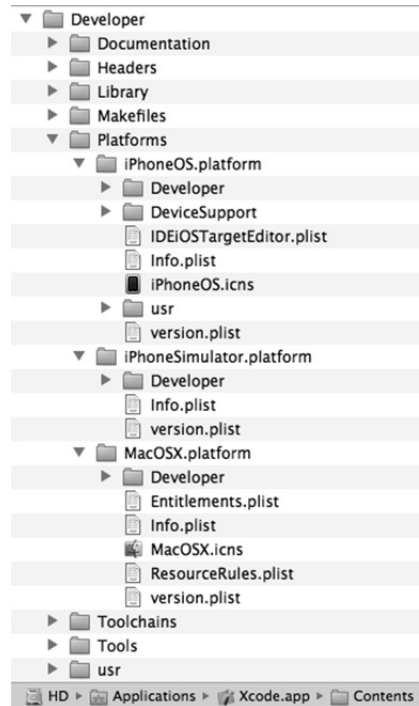 Developer
Documentation
Headers
Library
Makefiles
Platforms
iPhoneOS.platform
Developer
DeviceSupport
IDEiOSTargetEditor.plist
Info.plist
iPhoneOS.icns
usr
version.plist
iPhoneSimulator.platform
Developer
Info.plist
version.plist
MacOSX.platform
Developer
Entitlements.plist
Info.plist
MacOSX.icns
ResourceRules.plist
version.plist
Toolchains
Tools
usr
HD ▸ Applications ▸ Xcode.app ▸ Contents